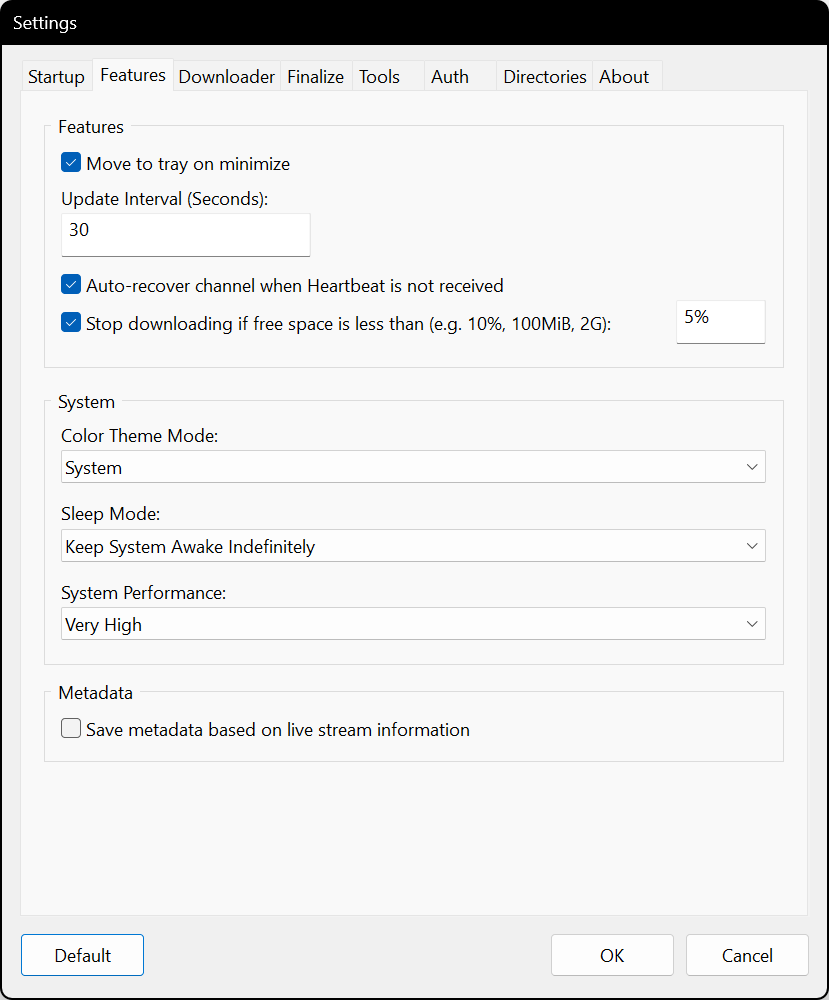 Settings
Startup Features Downloader Finalize Tools Auth Directories About
Features
Move to tray on minimize
Update Interval (Seconds):
30
Auto-recover channel when Heartbeat is not received
Stop downloading if free space is less than (e.g. 10%, 100MiB, 2G): 5%
System
Color Theme Mode:
System
Sleep Mode:
Keep System Awake Indefinitely
System Performance:
Very High
Metadata
Save metadata based on live stream information
Default OK Cancel